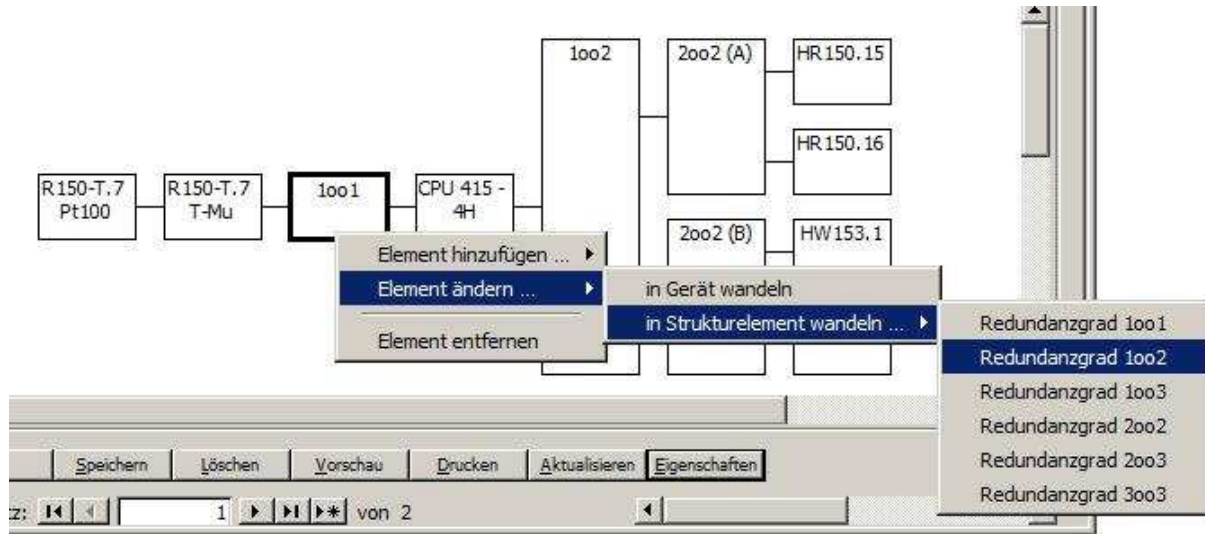 1oo2
2oo2 (A)
HR150.15
HR150.16
R150-T.7
Pt100
R150-T.7
T-Mu
1oo1
CPU 415 -
4H
2oo2 (B)
HW153.1
Element hinzufügen ...
Element ändern ...
Element entfernen
in Gerät wandeln
in Strukturelement wandeln ...
Redundanzgrad 1oo1
Redundanzgrad 1oo2
Redundanzgrad 1oo3
Redundanzgrad 2oo2
Redundanzgrad 2oo3
Redundanzgrad 3oo3
Speichern Löschen Vorschau Drucken Aktualisieren Eigenschaften
z: 1 von 2